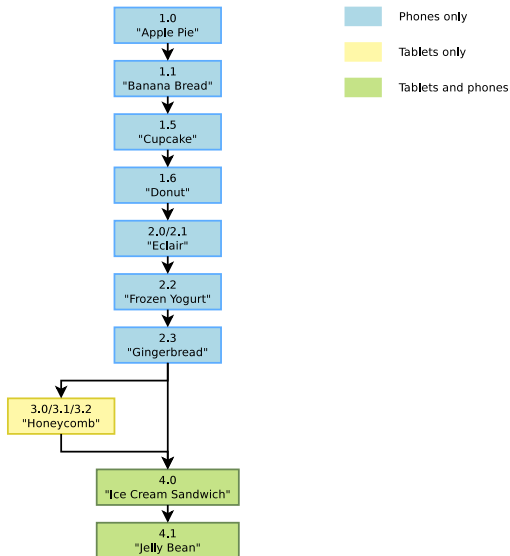 1.0
"Apple Pie"
1.1
"Banana Bread"
1.5
"Cupcake"
1.6
"Donut"
2.0/2.1
"Eclair"
2.2
"Frozen Yogurt"
2.3
"Gingerbread"
3.0/3.1/3.2
"Honeycomb"
4.0
"Ice Cream Sandwich"
4.1
"Jelly Bean"
Phones only
Tablets only
Tablets and phones